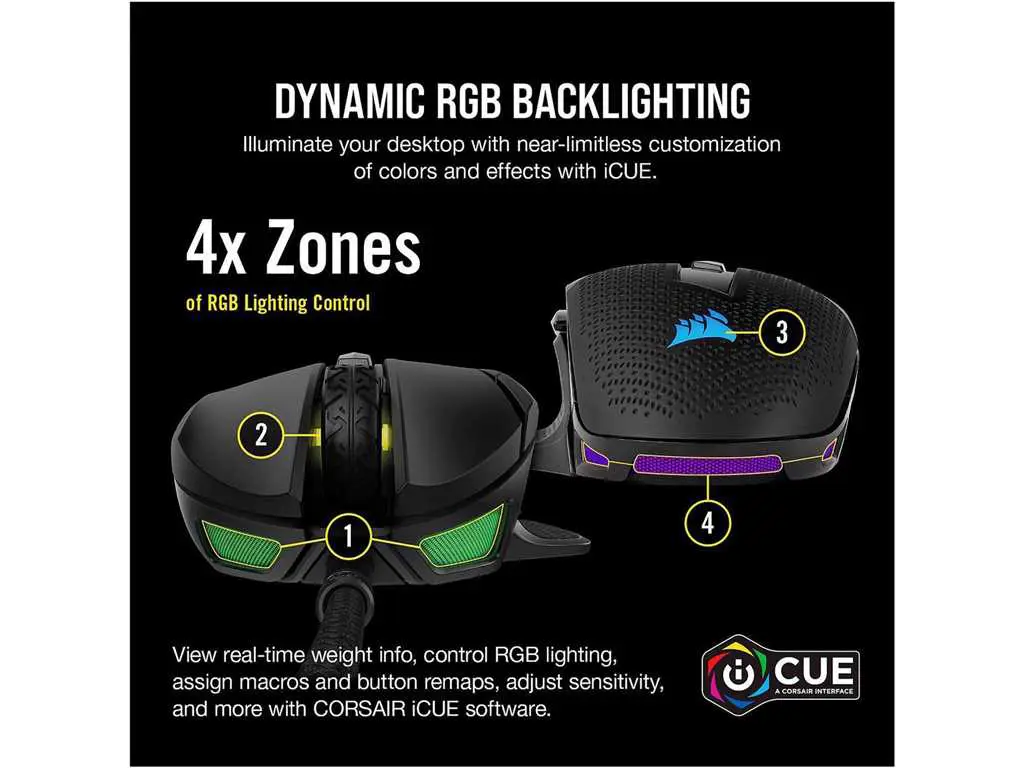 DYNAMIC RGB BACKLIGHTING
Illuminate your desktop with near-limitless customization
of colors and effects with iCUE.
4x Zones
of RGB Lighting Control
3
2
1
4
View real-time weight info, control RGB lighting,
assign macros and button remaps, adjust sensitivity,
and more with CORSAIR iCUE software.
i CUE
A CORSAIR INTERFACE